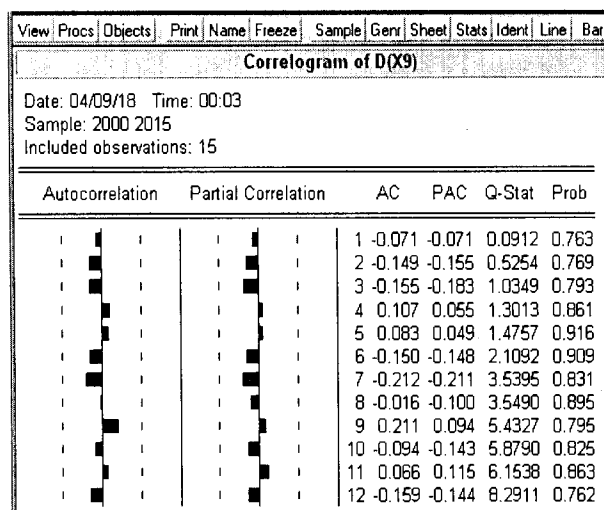 View Procs Objects Print Name Freeze Sample Genr Sheet Stats Ident Line Bar
Correlogram of D(X9)
Date: 04/09/18 Time: 00:03
Sample: 2000 2015
Included observations: 15
Autocorrelation Partial Correlation AC PAC Q-Stat Prob
1 -0.071 -0.071 0.0912 0.763
2 -0.149 -0.155 0.5254 0.769
3 -0.155 -0.183 1.0349 0.793
4 0.107 0.055 1.3013 0.861
5 0.083 0.049 1.4757 0.916
6 -0.150 -0.148 2.1092 0.909
7 -0.212 -0.211 3.5395 0.831
8 -0.016 -0.100 3.5490 0.895
9 0.211 0.094 5.4327 0.795
10 -0.094 -0.143 5.8790 0.825
11 0.066 0.115 6.1538 0.863
12 -0.159 -0.144 8.2911 0.762